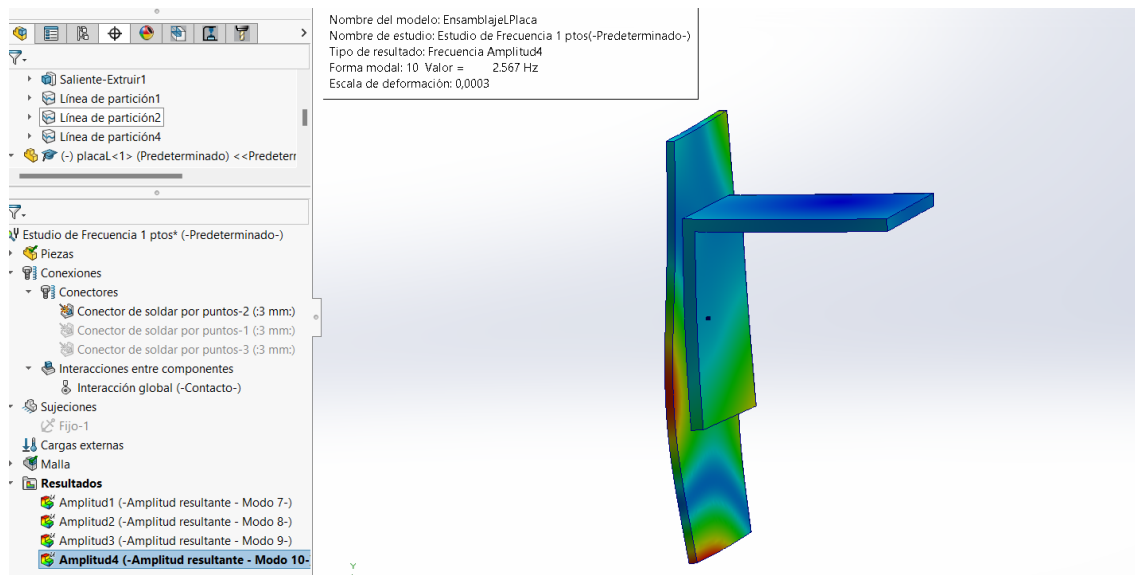 Nombre del modelo: EnsamblajeLPlaca
Nombre de estudio: Estudio de Frecuencia 1 ptos(-Predeterminado-)
Tipo de resultado: Frecuencia Amplitud4
Forma modal: 10 Valor = 2.567 Hz
Escala de deformación: 0,0003
Saliente-Extruir1
Línea de partición1
Línea de partición2
Línea de partición4
(-) placaL<1> (Predeterminado) <<Predeterr
Estudio de Frecuencia 1 ptos* (-Predeterminado-)
Piezas
Conexiones
Conectores
Conector de soldar por puntos-2 (:3 mm:)
Conector de soldar por puntos-1 (:3 mm:)
Conector de soldar por puntos-3 (:3 mm:)
Interacciones entre componentes
Interacción global (-Contacto-)
Sujeciones
Fijo-1
Cargas externas
Malla
Resultados
Amplitud1 (-Amplitud resultante - Modo 7-)
Amplitud2 (-Amplitud resultante - Modo 8-)
Amplitud3 (-Amplitud resultante - Modo 9-)
Amplitud4 (-Amplitud resultante - Modo 10-
Y